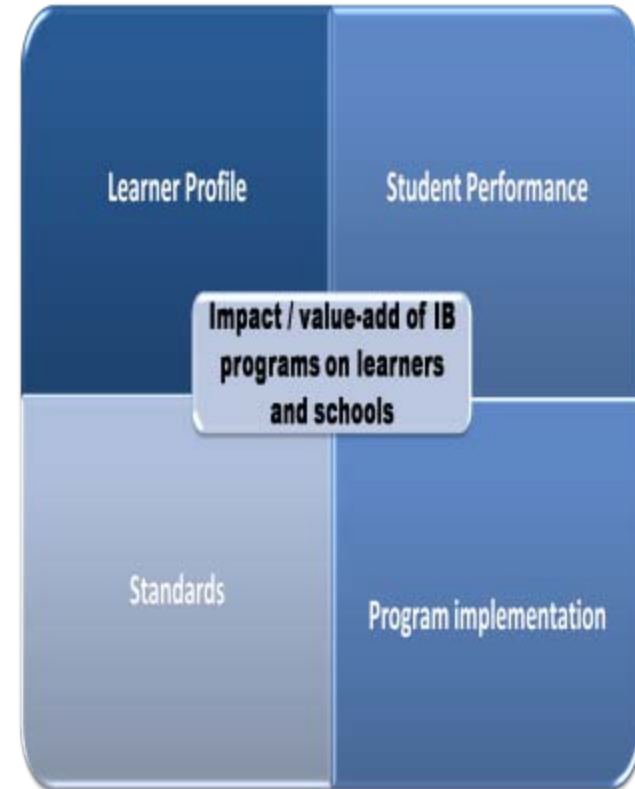 Learner Profile
Student Performance
Impact / value-add of IB
programs on learners
and schools
Standards
Program implementation